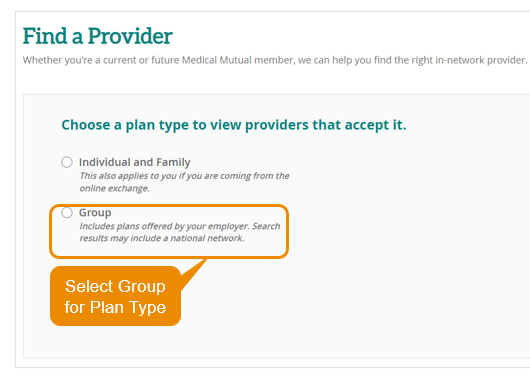 Find a Provider
Whether you're a current or future Medical Mutual member, we can help you find the right in-network provider.
Choose a plan type to view providers that accept it.
Individual and Family
This also applies to you if you are coming from the
online exchange.
Group
Includes plans offered by your employer. Search
results may include a national network.
Select Group
for Plan Type